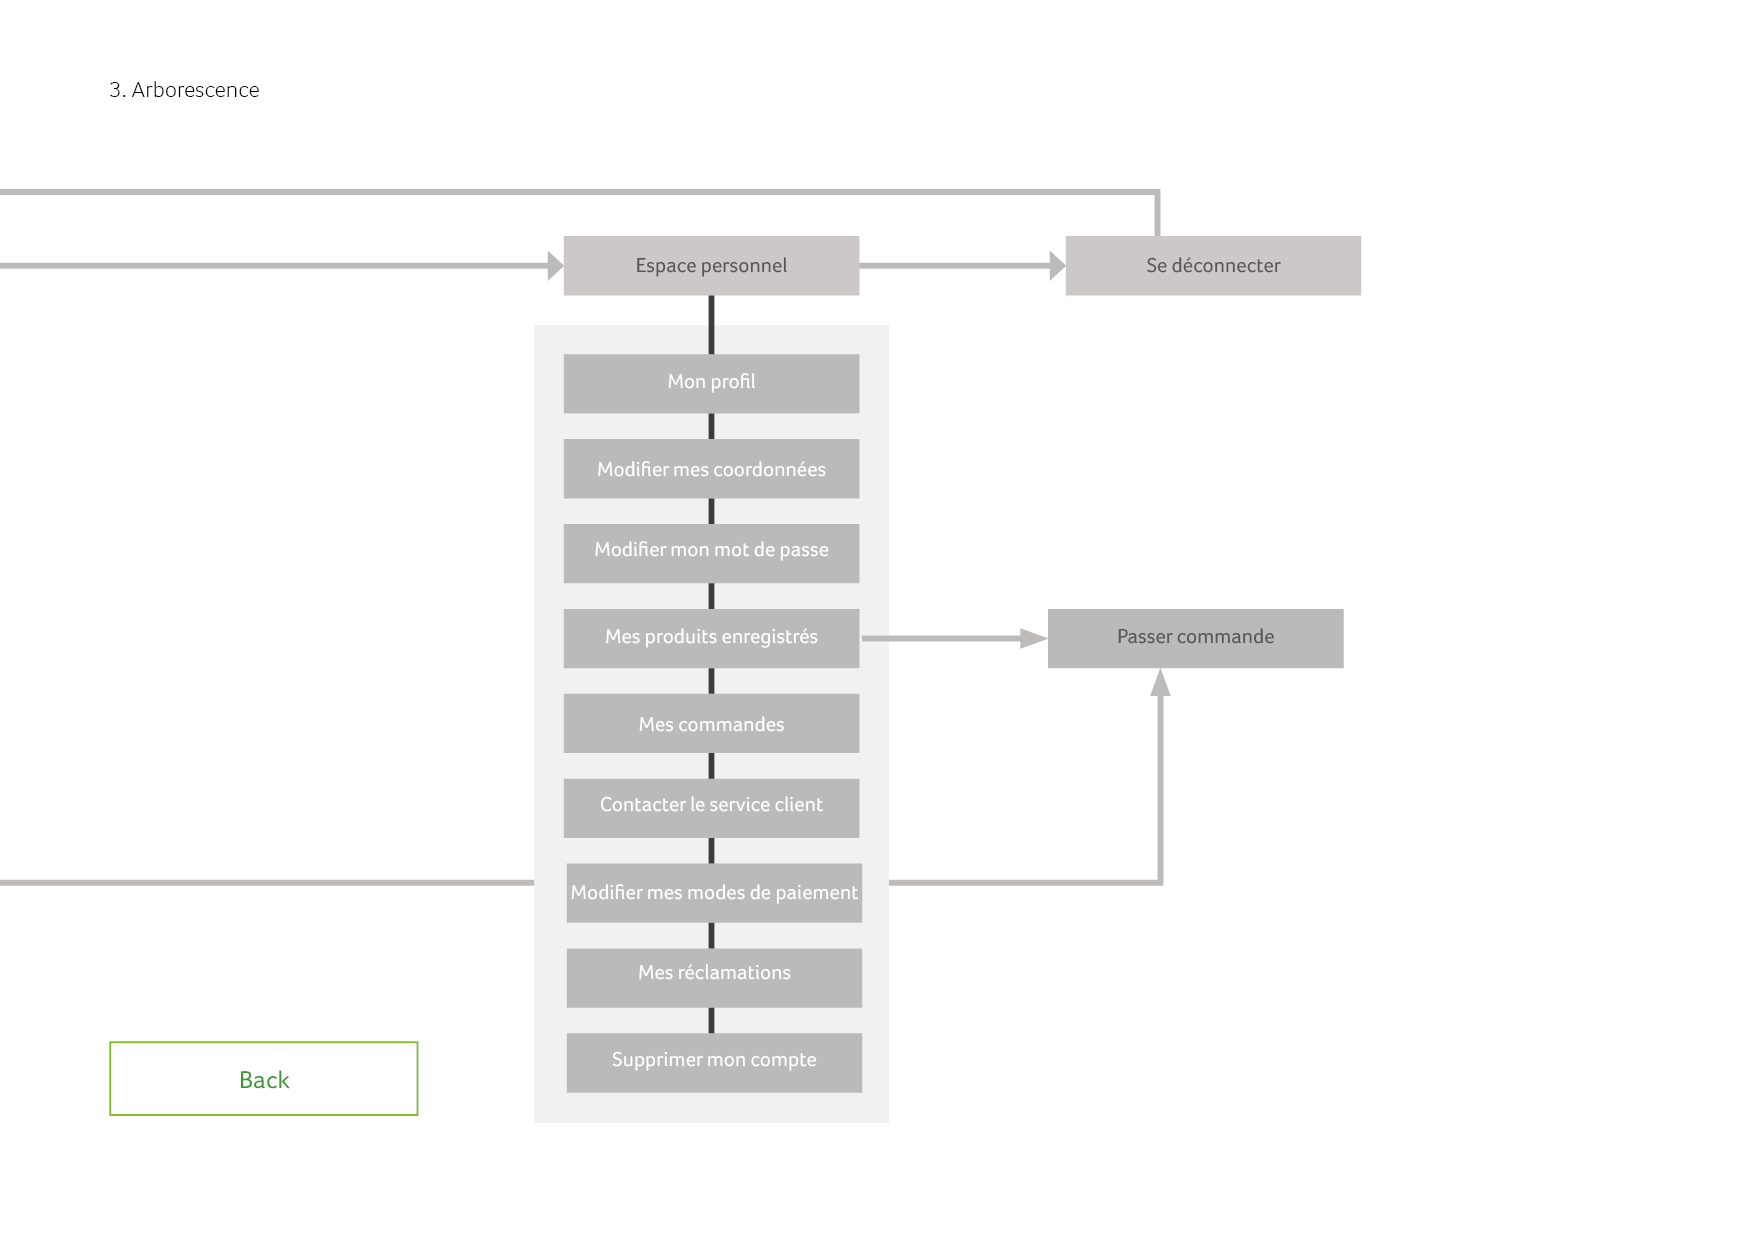 3. Arborescence
Espace personnel
Se déconnecter
Mon profil
Modifier mes coordonnées
Modifier mon mot de passe
Mes produits enregistrés
Passer commande
Mes commandes
Contacter le service client
Modifier mes modes de paiement
Mes réclamations
Supprimer mon compte
Back